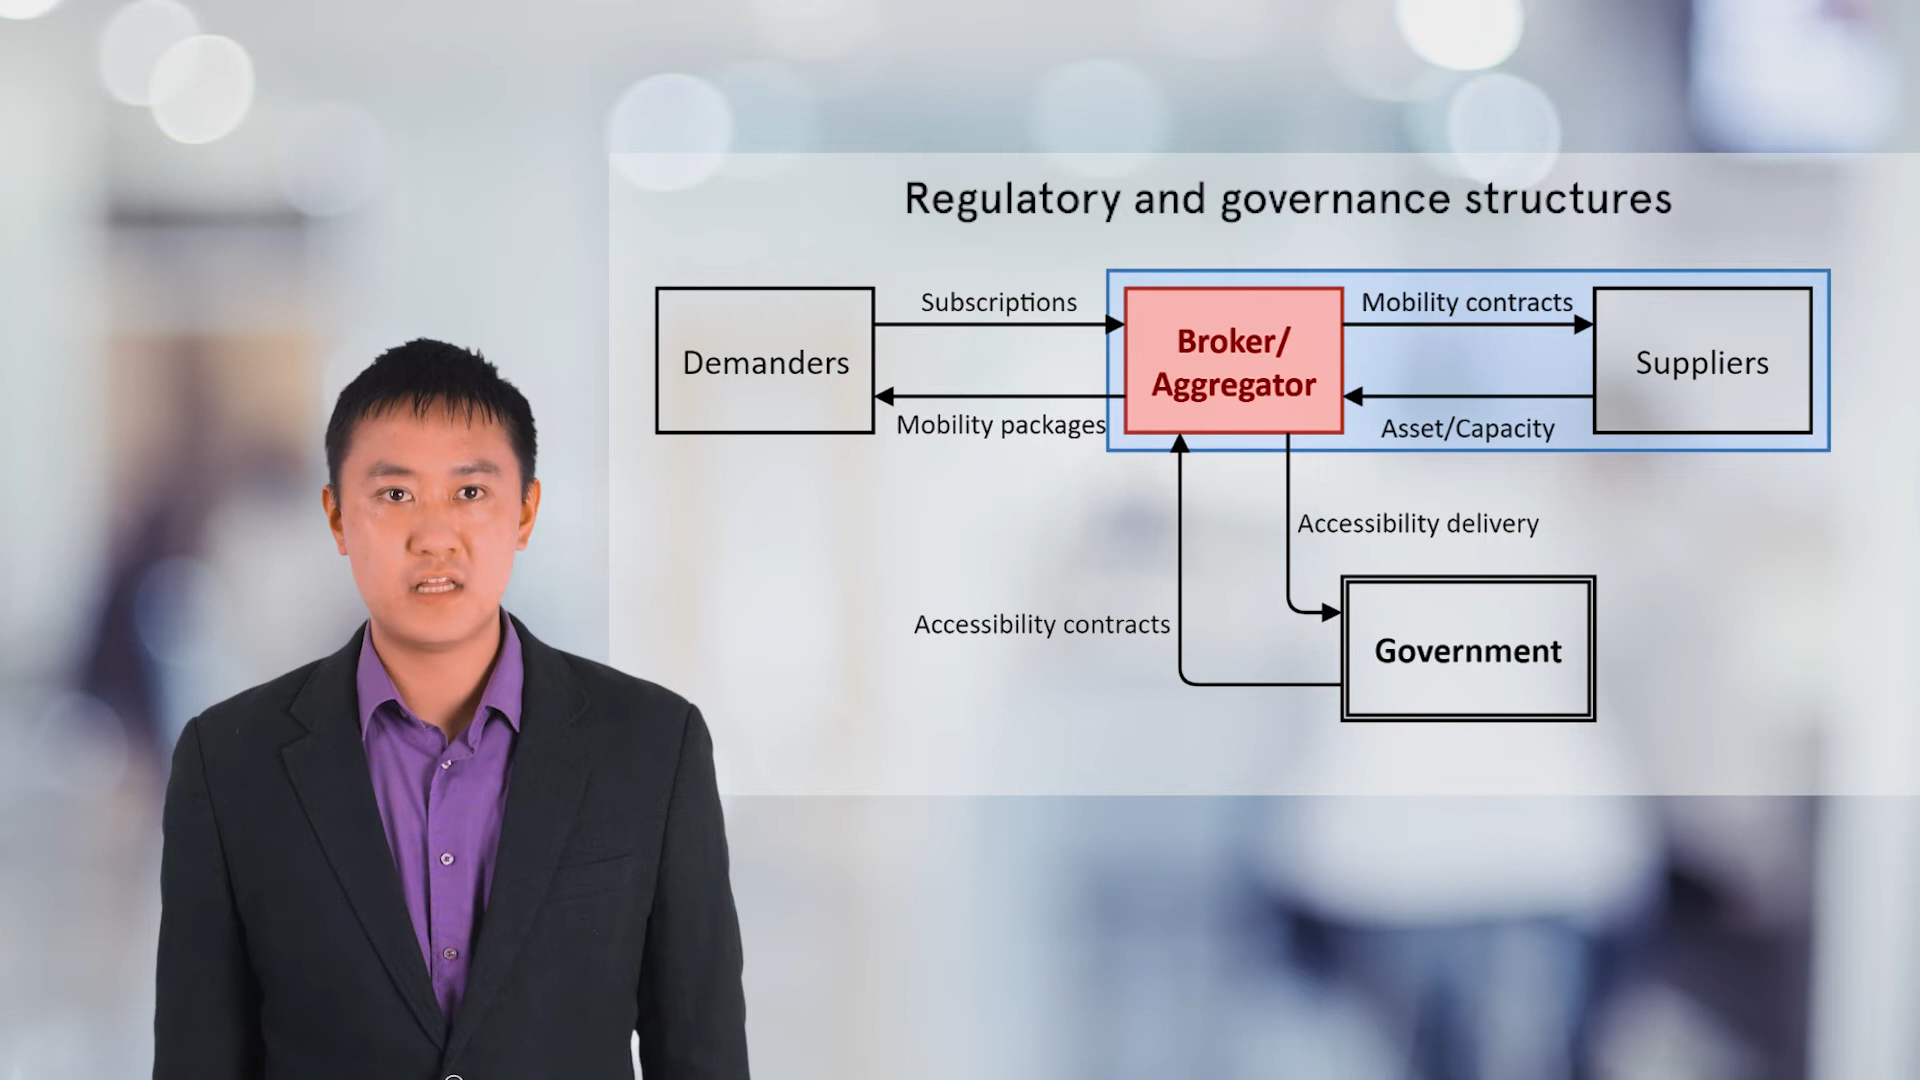 Regulatory and governance structures
Subscriptions
Mobility contracts
Demanders
Broker/
Aggregator
Suppliers
Mobility packages
Asset/Capacity
Accessibility delivery
Accessibility contracts
Government